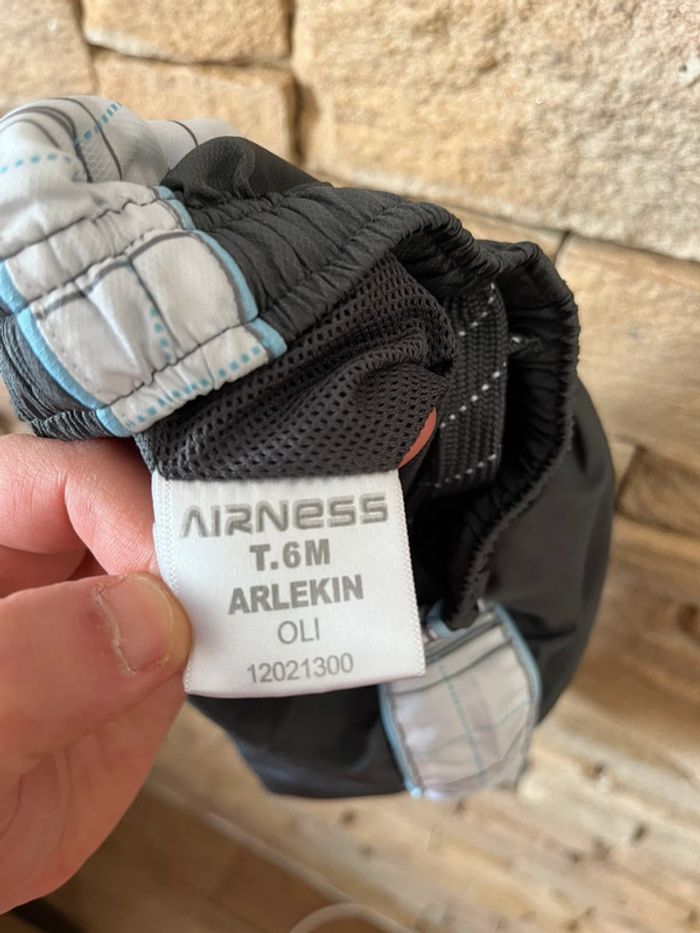 AIRNESS
T.6M
ARLEKIN
OLI
12021300